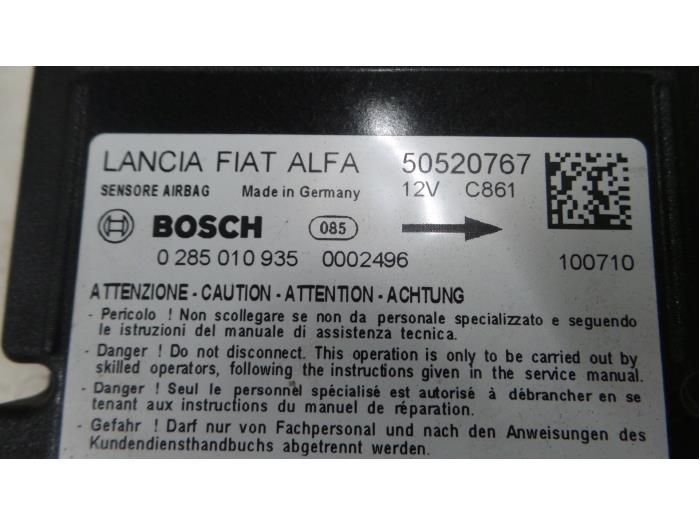 LANCIA FIAT ALFA 50520767
SENSORE AIRBAG Made in Germany 12V C861
BOSCH 085
0 285 010 935 0002496 100710
ATTENZIONE - CAUTION - ATTENTION - ACHTUNG
- Pericolo ! Non scollegare se non da personale specializzato e seguendo
le istruzioni del manuale di assistenza tecnica.
- Danger ! Do not disconnect. This operation is only to be carried out by
skilled operators, following the instructions given in the service manual.
- Danger ! Seul le personnel spécialisé est autorisé à débrancher en se
tenant aux instructions du manuel de réparation.
- Gefahr ! Darf nur von Fachpersonal und nach den Anweisungen des
Kundendiensthandbuchs abgetrennt werden.